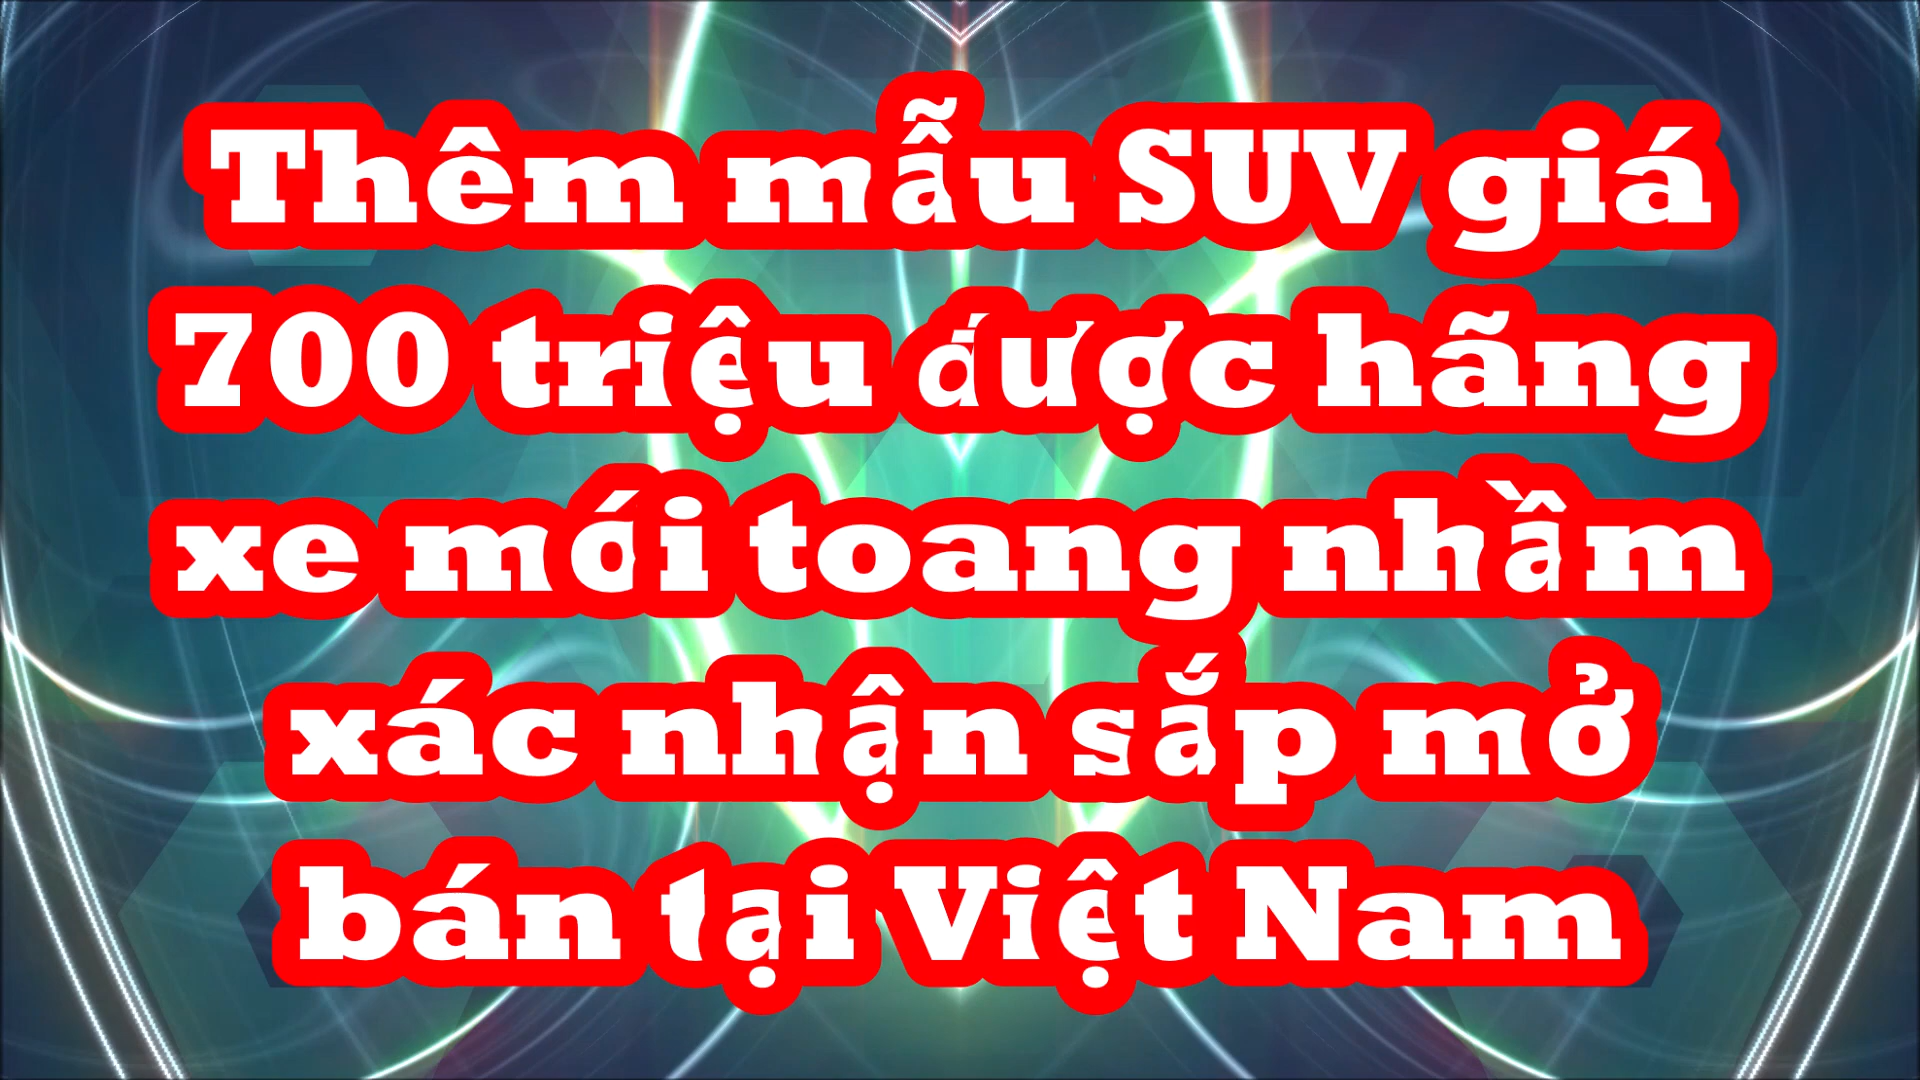 Thêm mẫu SUV giá
700 triệu được hãng
xe mới toang nhầm
xác nhận sắp mở
bán tại Việt Nam